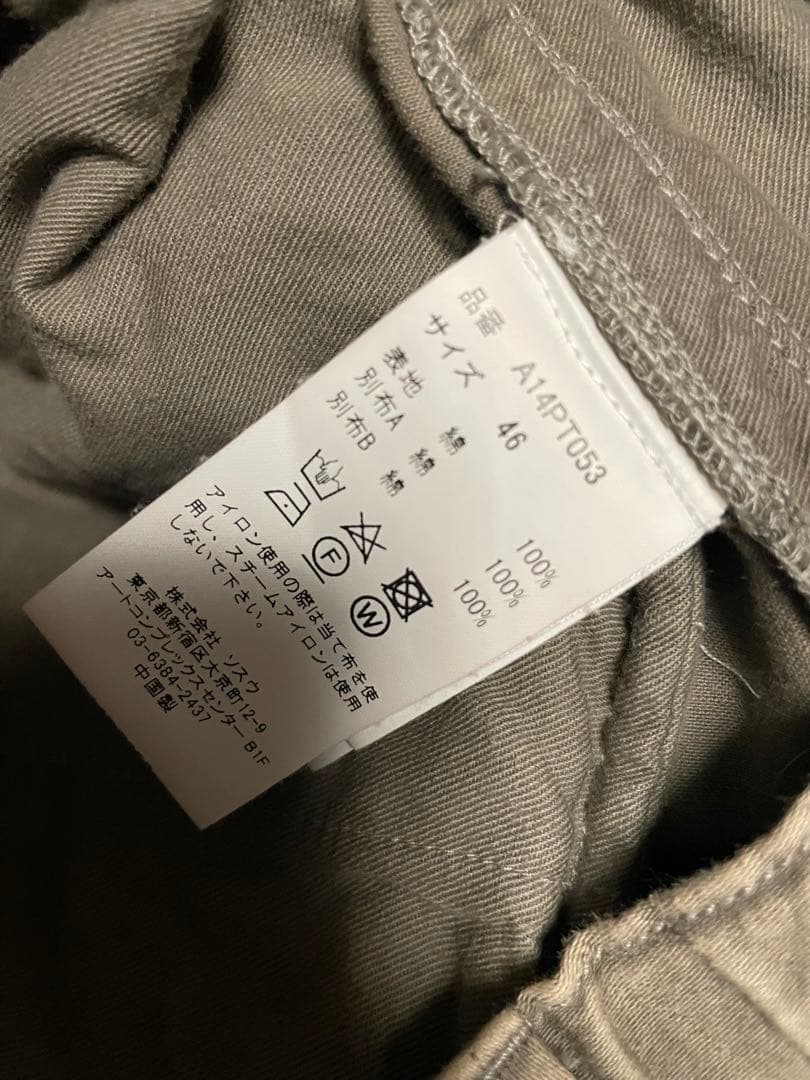 品番 A14PT053
サイズ 46
表地 綿 100%
別布A 綿 100%
別布B 綿 100%
F
W
アイロン使用の際は当て布を使
用し、スチームアイロンは使用
しないで下さい。
株式会社 ソスウ
東京都新宿区大京町12-9
アートコンプレックスセンター B1F
03-6384-2437
中国製